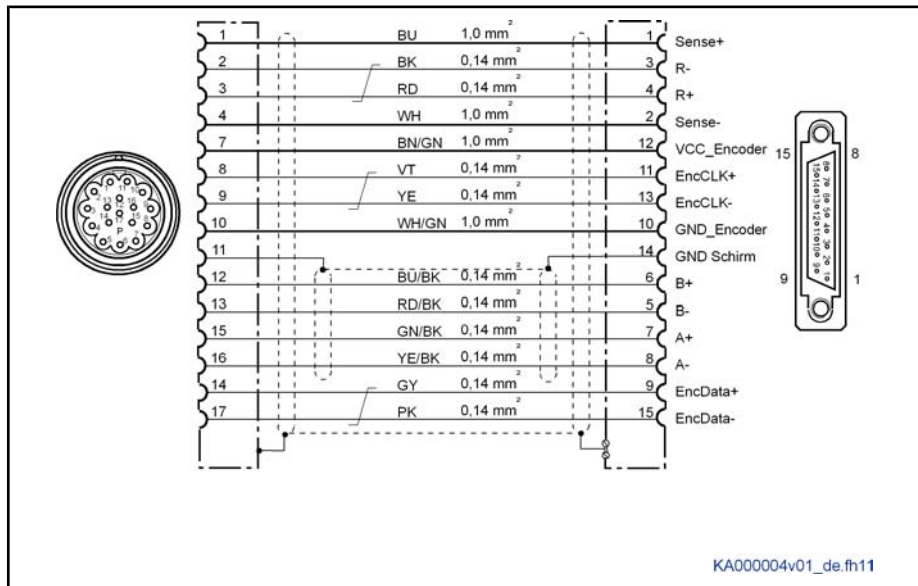 1 BU 1,0 mm² 1 Sense+
2 BK 0,14 mm² 3 R-
3 RD 0,14 mm² 4 R+
4 WH 1,0 mm² 2 Sense-
7 BN/GN 1,0 mm² 12 VCC_Encoder
8 VT 0,14 mm² 11 EncCLK+
9 YE 0,14 mm² 13 EncCLK-
10 WH/GN 1,0 mm² 10 GND_Encoder
11 14 GND Schirm
12 BU/BK 0,14 mm² 6 B+
13 RD/BK 0,14 mm² 5 B-
15 GN/BK 0,14 mm² 7 A+
16 YE/BK 0,14 mm² 8 A-
14 GY 0,14 mm² 9 EncData+
17 PK 0,14 mm² 15 EncData-
15 8
9 1
P
KA000004v01_de.fh11